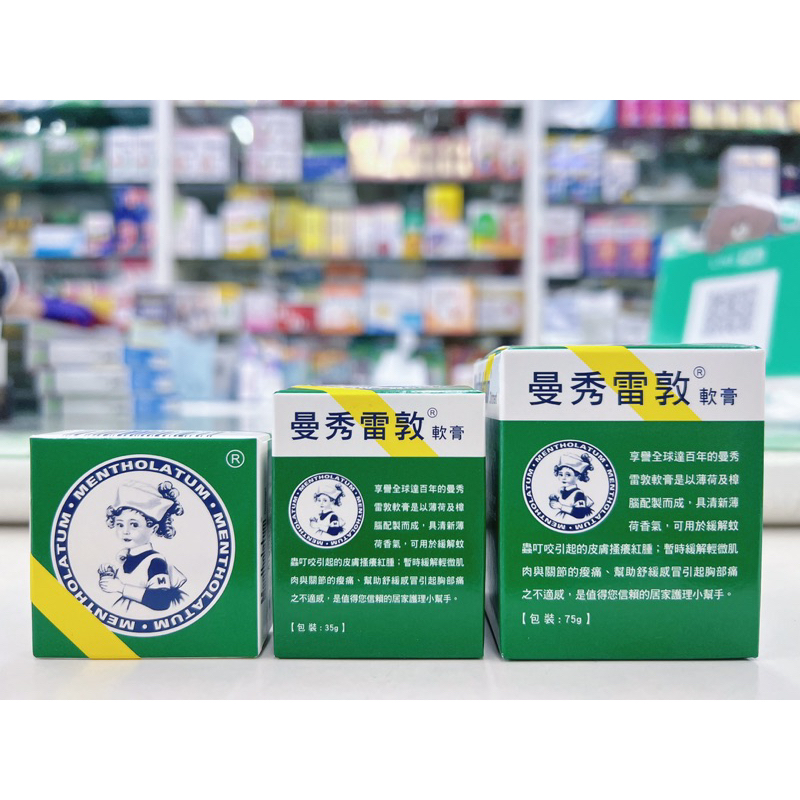 MENTHOLATUM · MENTHOLATUM · MENTHOLATUM ·
®
曼秀雷敦® 軟膏
MENTHOLATUM · MENTHOLATUM · MENTHOLATUM ·
享譽全球達百年的曼秀
雷敦軟膏是以薄荷及樟
腦配製而成，具清新薄
荷香氣，可用於緩解蚊
蟲叮咬引起的皮膚搔癢紅腫；暫時緩解輕微肌
肉與關節的痠痛、幫助舒緩感冒引起胸部痛
之不適感，是值得您信賴的居家護理小幫手。
【包裝：35g】
曼秀雷敦® 軟膏
MENTHOLATUM · MENTHOLATUM · MENTHOLATUM ·
享譽全球達百年的曼秀
雷敦軟膏是以薄荷及樟
腦配製而成，具清新薄
荷香氣，可用於緩解蚊
蟲叮咬引起的皮膚搔癢紅腫；暫時緩解輕微肌
肉與關節的痠痛、幫助舒緩感冒引起胸部痛
之不適感，是值得您信賴的居家護理小幫手。
【包裝：75g】